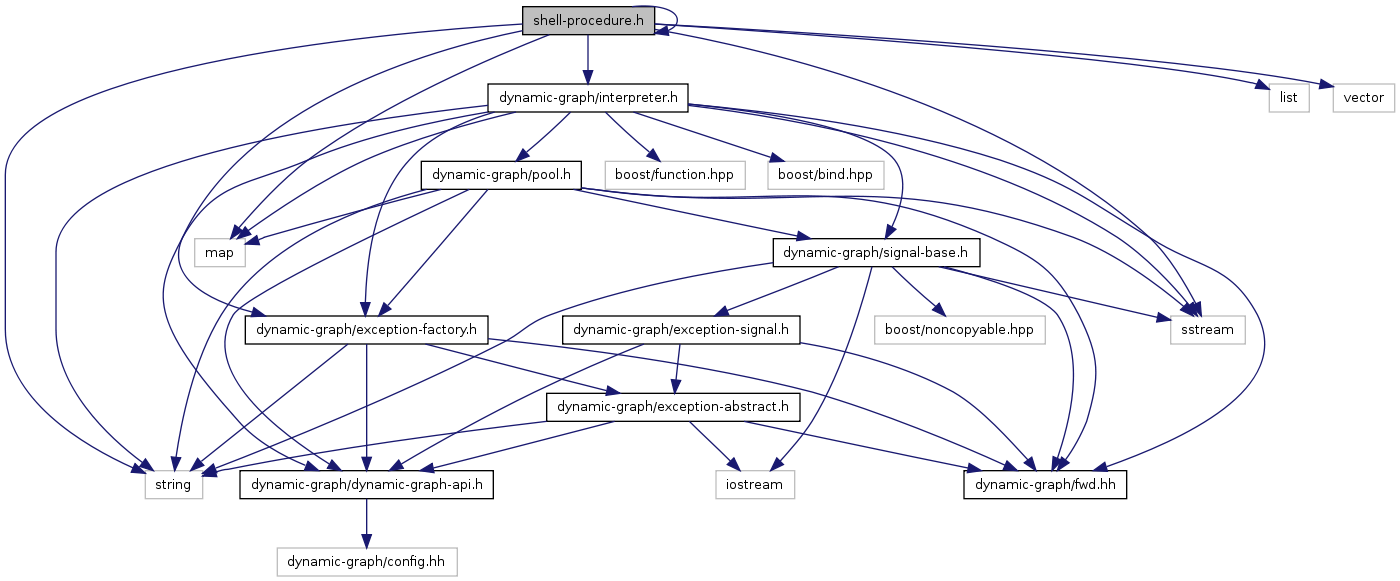 shell-procedure.h
dynamic-graph/interpreter.h
list
vector
dynamic-graph/pool.h
boost/function.hpp
boost/bind.hpp
map
dynamic-graph/signal-base.h
dynamic-graph/exception-factory.h
dynamic-graph/exception-signal.h
boost/noncopyable.hpp
sstream
dynamic-graph/exception-abstract.h
string
dynamic-graph/dynamic-graph-api.h
iostream
dynamic-graph/fwd.hh
dynamic-graph/config.hh